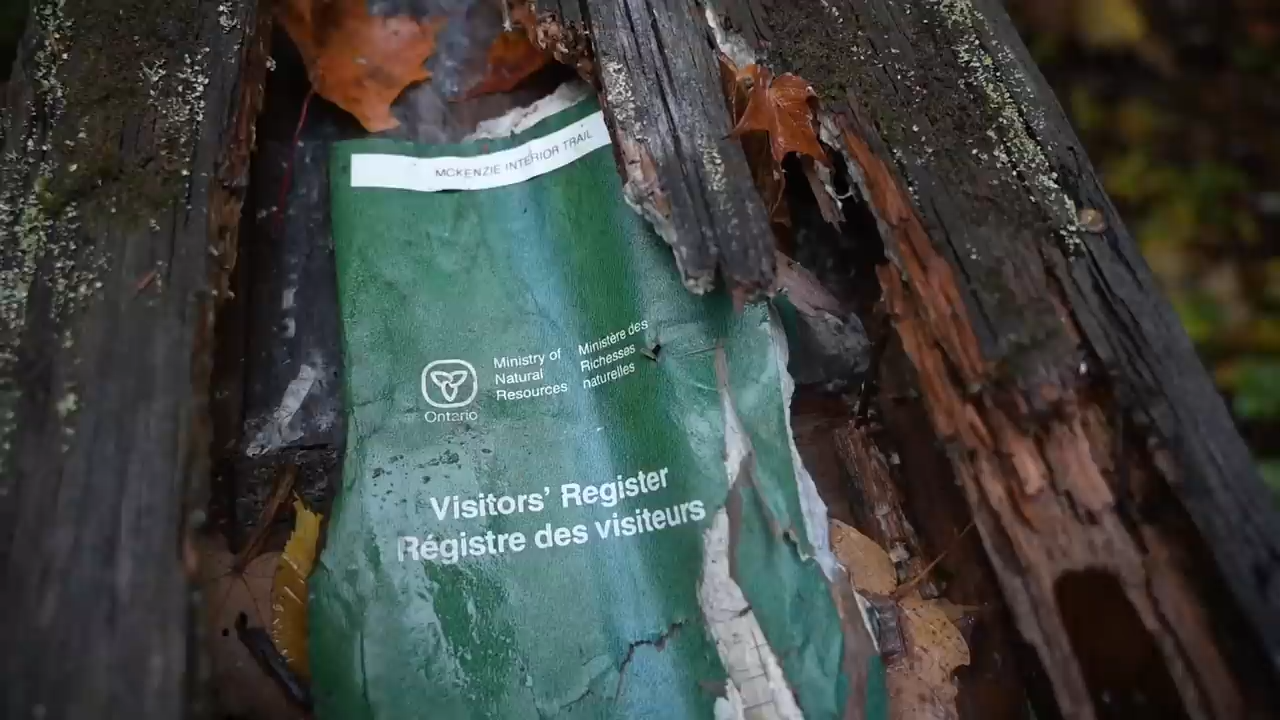 MCKENZIE INTERIOR TRAIL
Ontario
Ministry of
Natural
Resources
Ministère des
Richesses
naturelles
Visitors' Register
Régistre des visiteurs